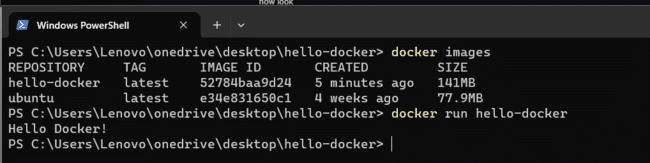 now look
Windows PowerShell
PS C:\Users\Lenovo\onedrive\desktop\hello-docker> docker images
REPOSITORY TAG IMAGE ID CREATED SIZE
hello-docker latest 52784baa9d24 5 minutes ago 141MB
ubuntu latest e34e831650c1 4 weeks ago 77.9MB
PS C:\Users\Lenovo\onedrive\desktop\hello-docker> docker run hello-docker
Hello Docker!
PS C:\Users\Lenovo\onedrive\desktop\hello-docker>